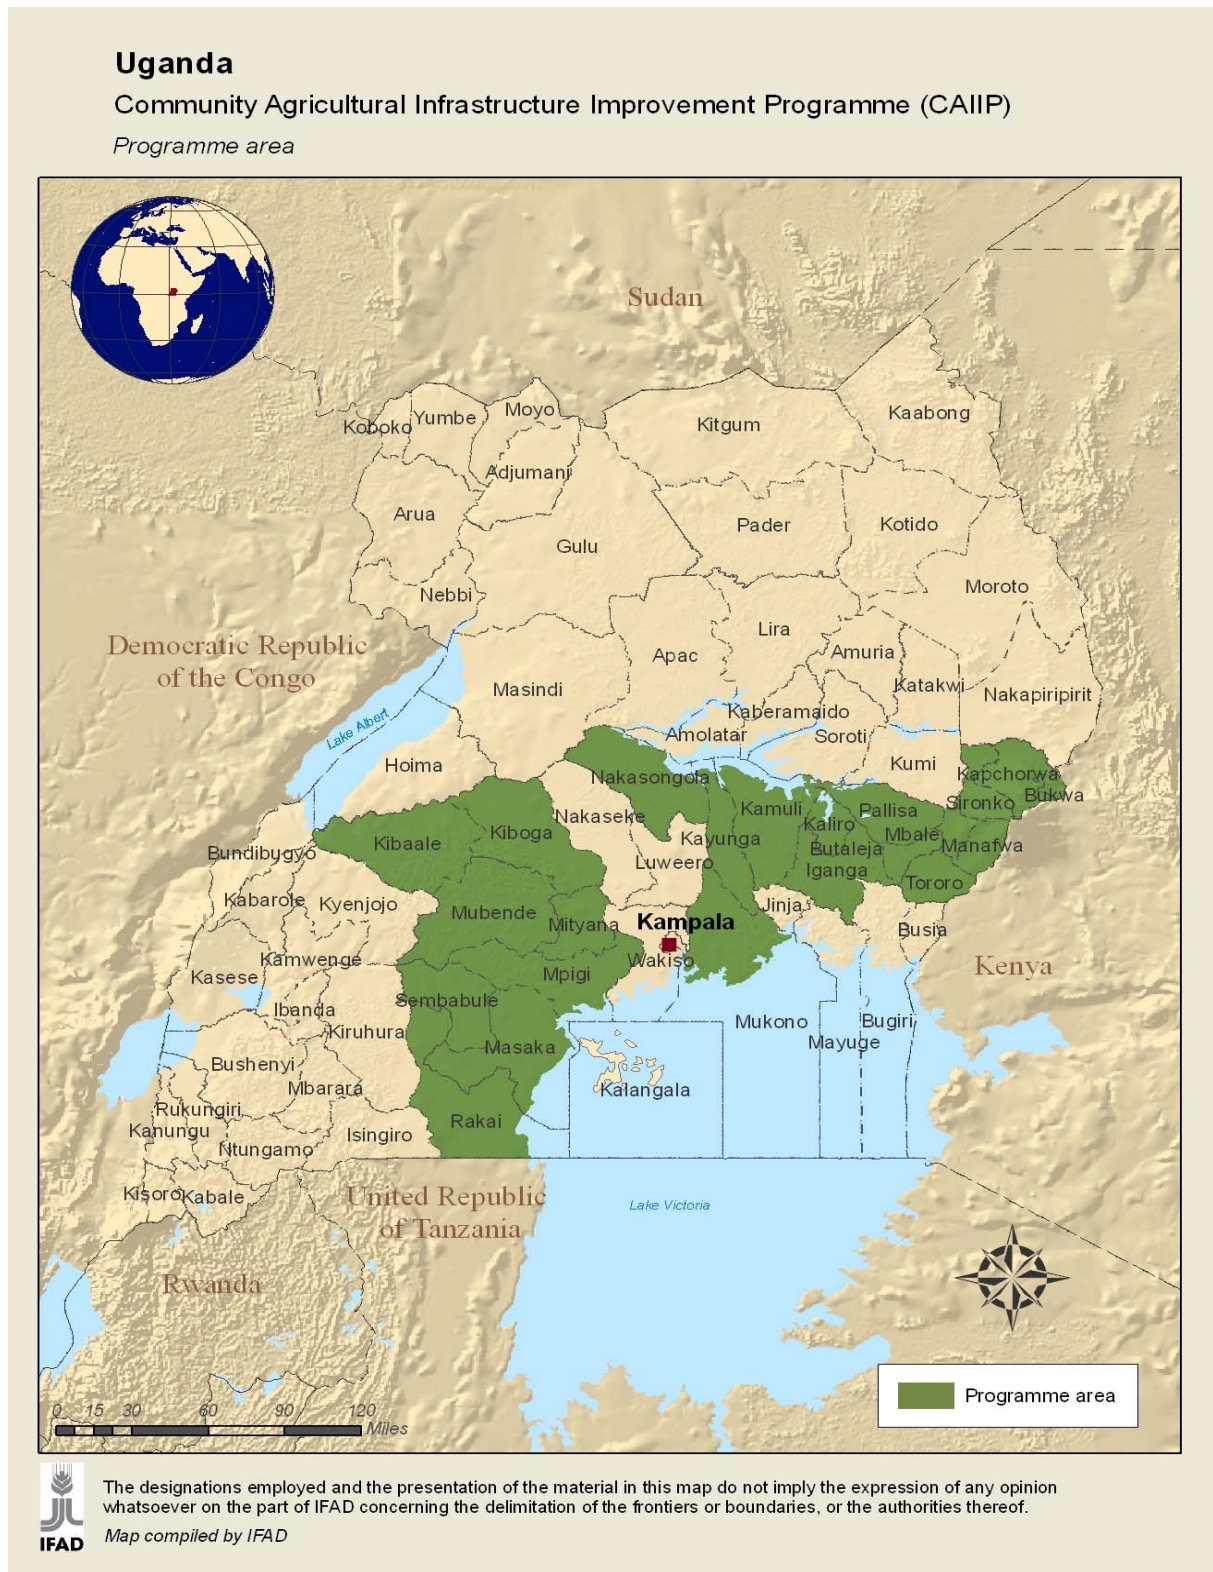 Uganda
Community Agricultural Infrastructure Improvement Programme (CAIIP)
Programme area
Sudan
Kaabong
Moyo
Yumbe
Koboko
Kitgum
Adjumani
Arua
Pader
Kotido
Gulu
Moroto
Nebbi
Lira
Democratic Republic
of the Congo
Apac
Amuria
Katakwi
Masindi
Nakapiripirit
Kaberamaido
Lake Albert
Amolatar
Soroti
Hoima
Kumi
Nakasongola
Kapchorwa
Bukwa
Sironko
Kamuli
Pallisa
Nakaseke
Kaliro
Kiboga
Mbale
Kibaale
Kayunga
Manafwa
Butaleja
Bundibugyo
Luweero
Iganga
Tororo
Kabarole
Kyenjojo
Jinja
Mubende
Mityana
Kampala
Busia
Kamwenge
Wakiso
Kenya
Kasese
Mpigi
Sembabule
Ibanda
Mukono
Bugiri
Kiruhura
Mayuge
Masaka
Bushenyi
Mbarara
Kalangala
Rukungiri
Kanungu
Rakai
Isingiro
Ntungamo
Kisoro
Kabale
United Republic
of Tanzania
Lake Victoria
Rwanda
Programme area
0 15 30 60 90 120
Miles
The designations employed and the presentation of the material in this map do not imply the expression of any opinion
whatsoever on the part of IFAD concerning the delimitation of the frontiers or boundaries, or the authorities thereof.
Map compiled by IFAD
IFAD